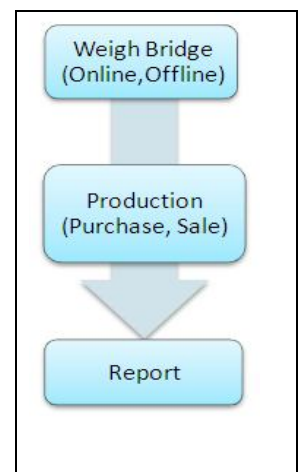 Weigh Bridge
(Online,Offline)
Production
(Purchase, Sale)
Report